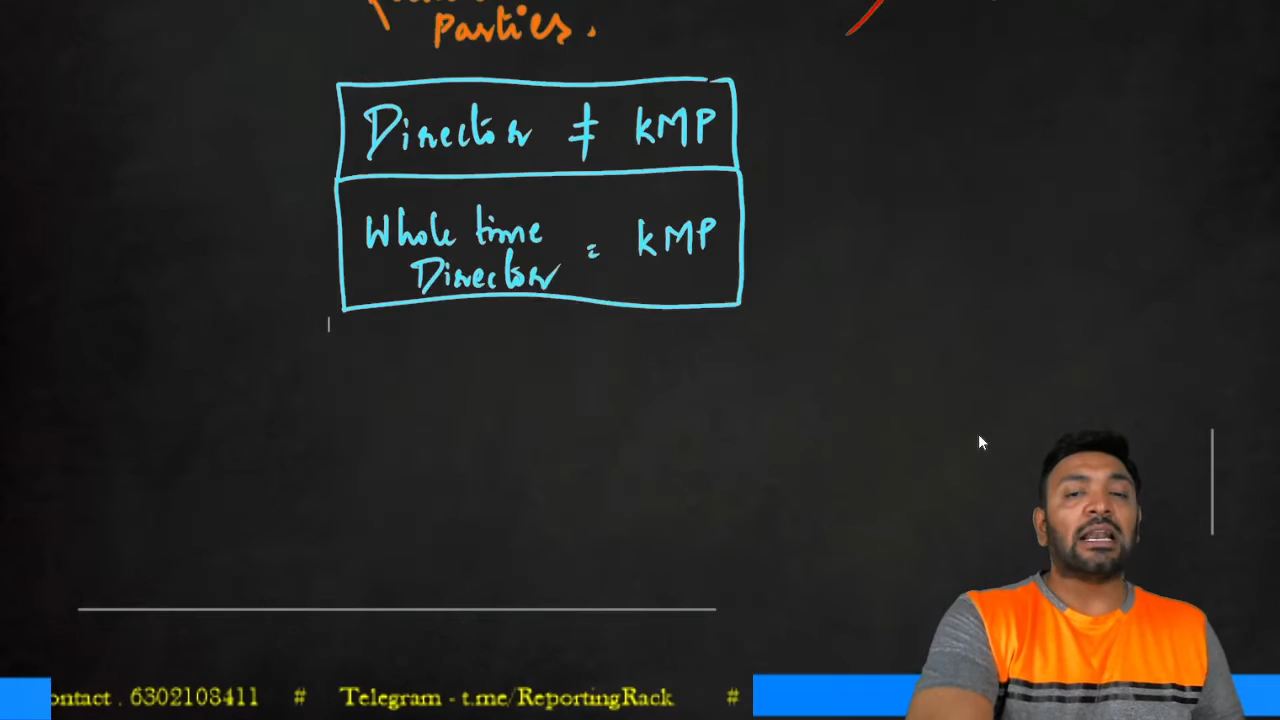 parties.
Director ≠ KMP
Whole time = KMP
Director
ontact . 6302108411 # Telegram - t.me/ReportingRack #